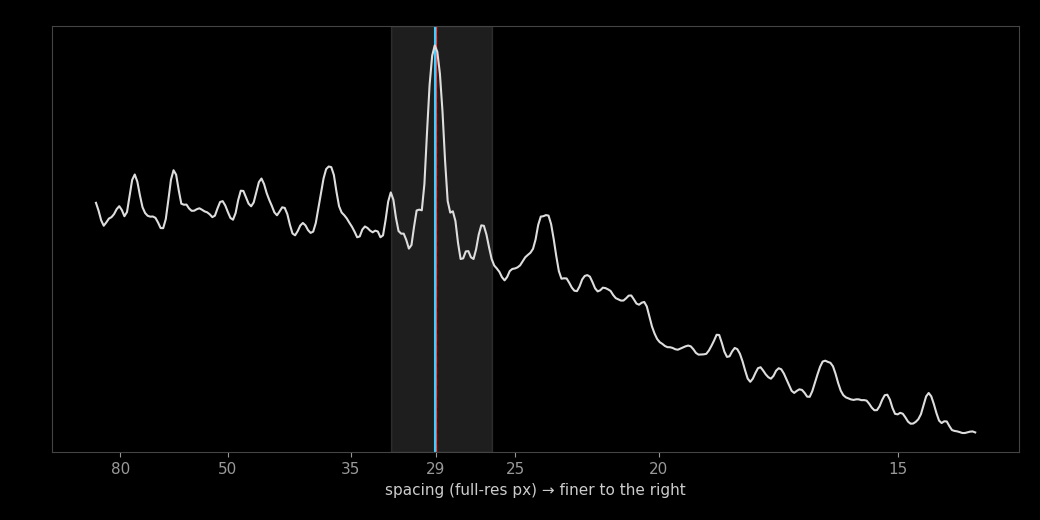 80 50 35 29 25 20 15
spacing (full-res px) → finer to the right